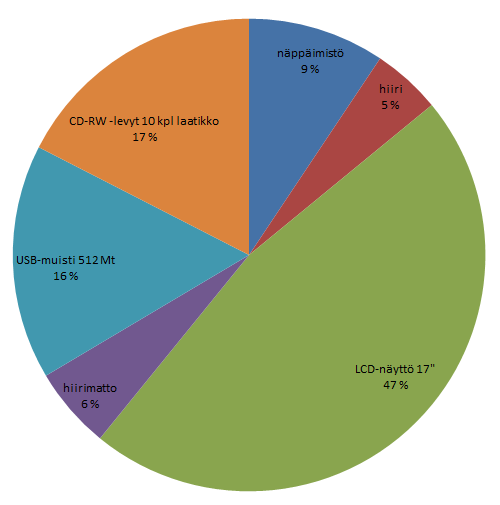 näppäimistö
9 %
hiiri
5 %
CD-RW -levyt 10 kpl laatikko
17 %
USB-muisti 512 Mt
16 %
LCD-näyttö 17"
47 %
hiirimatto
6 %